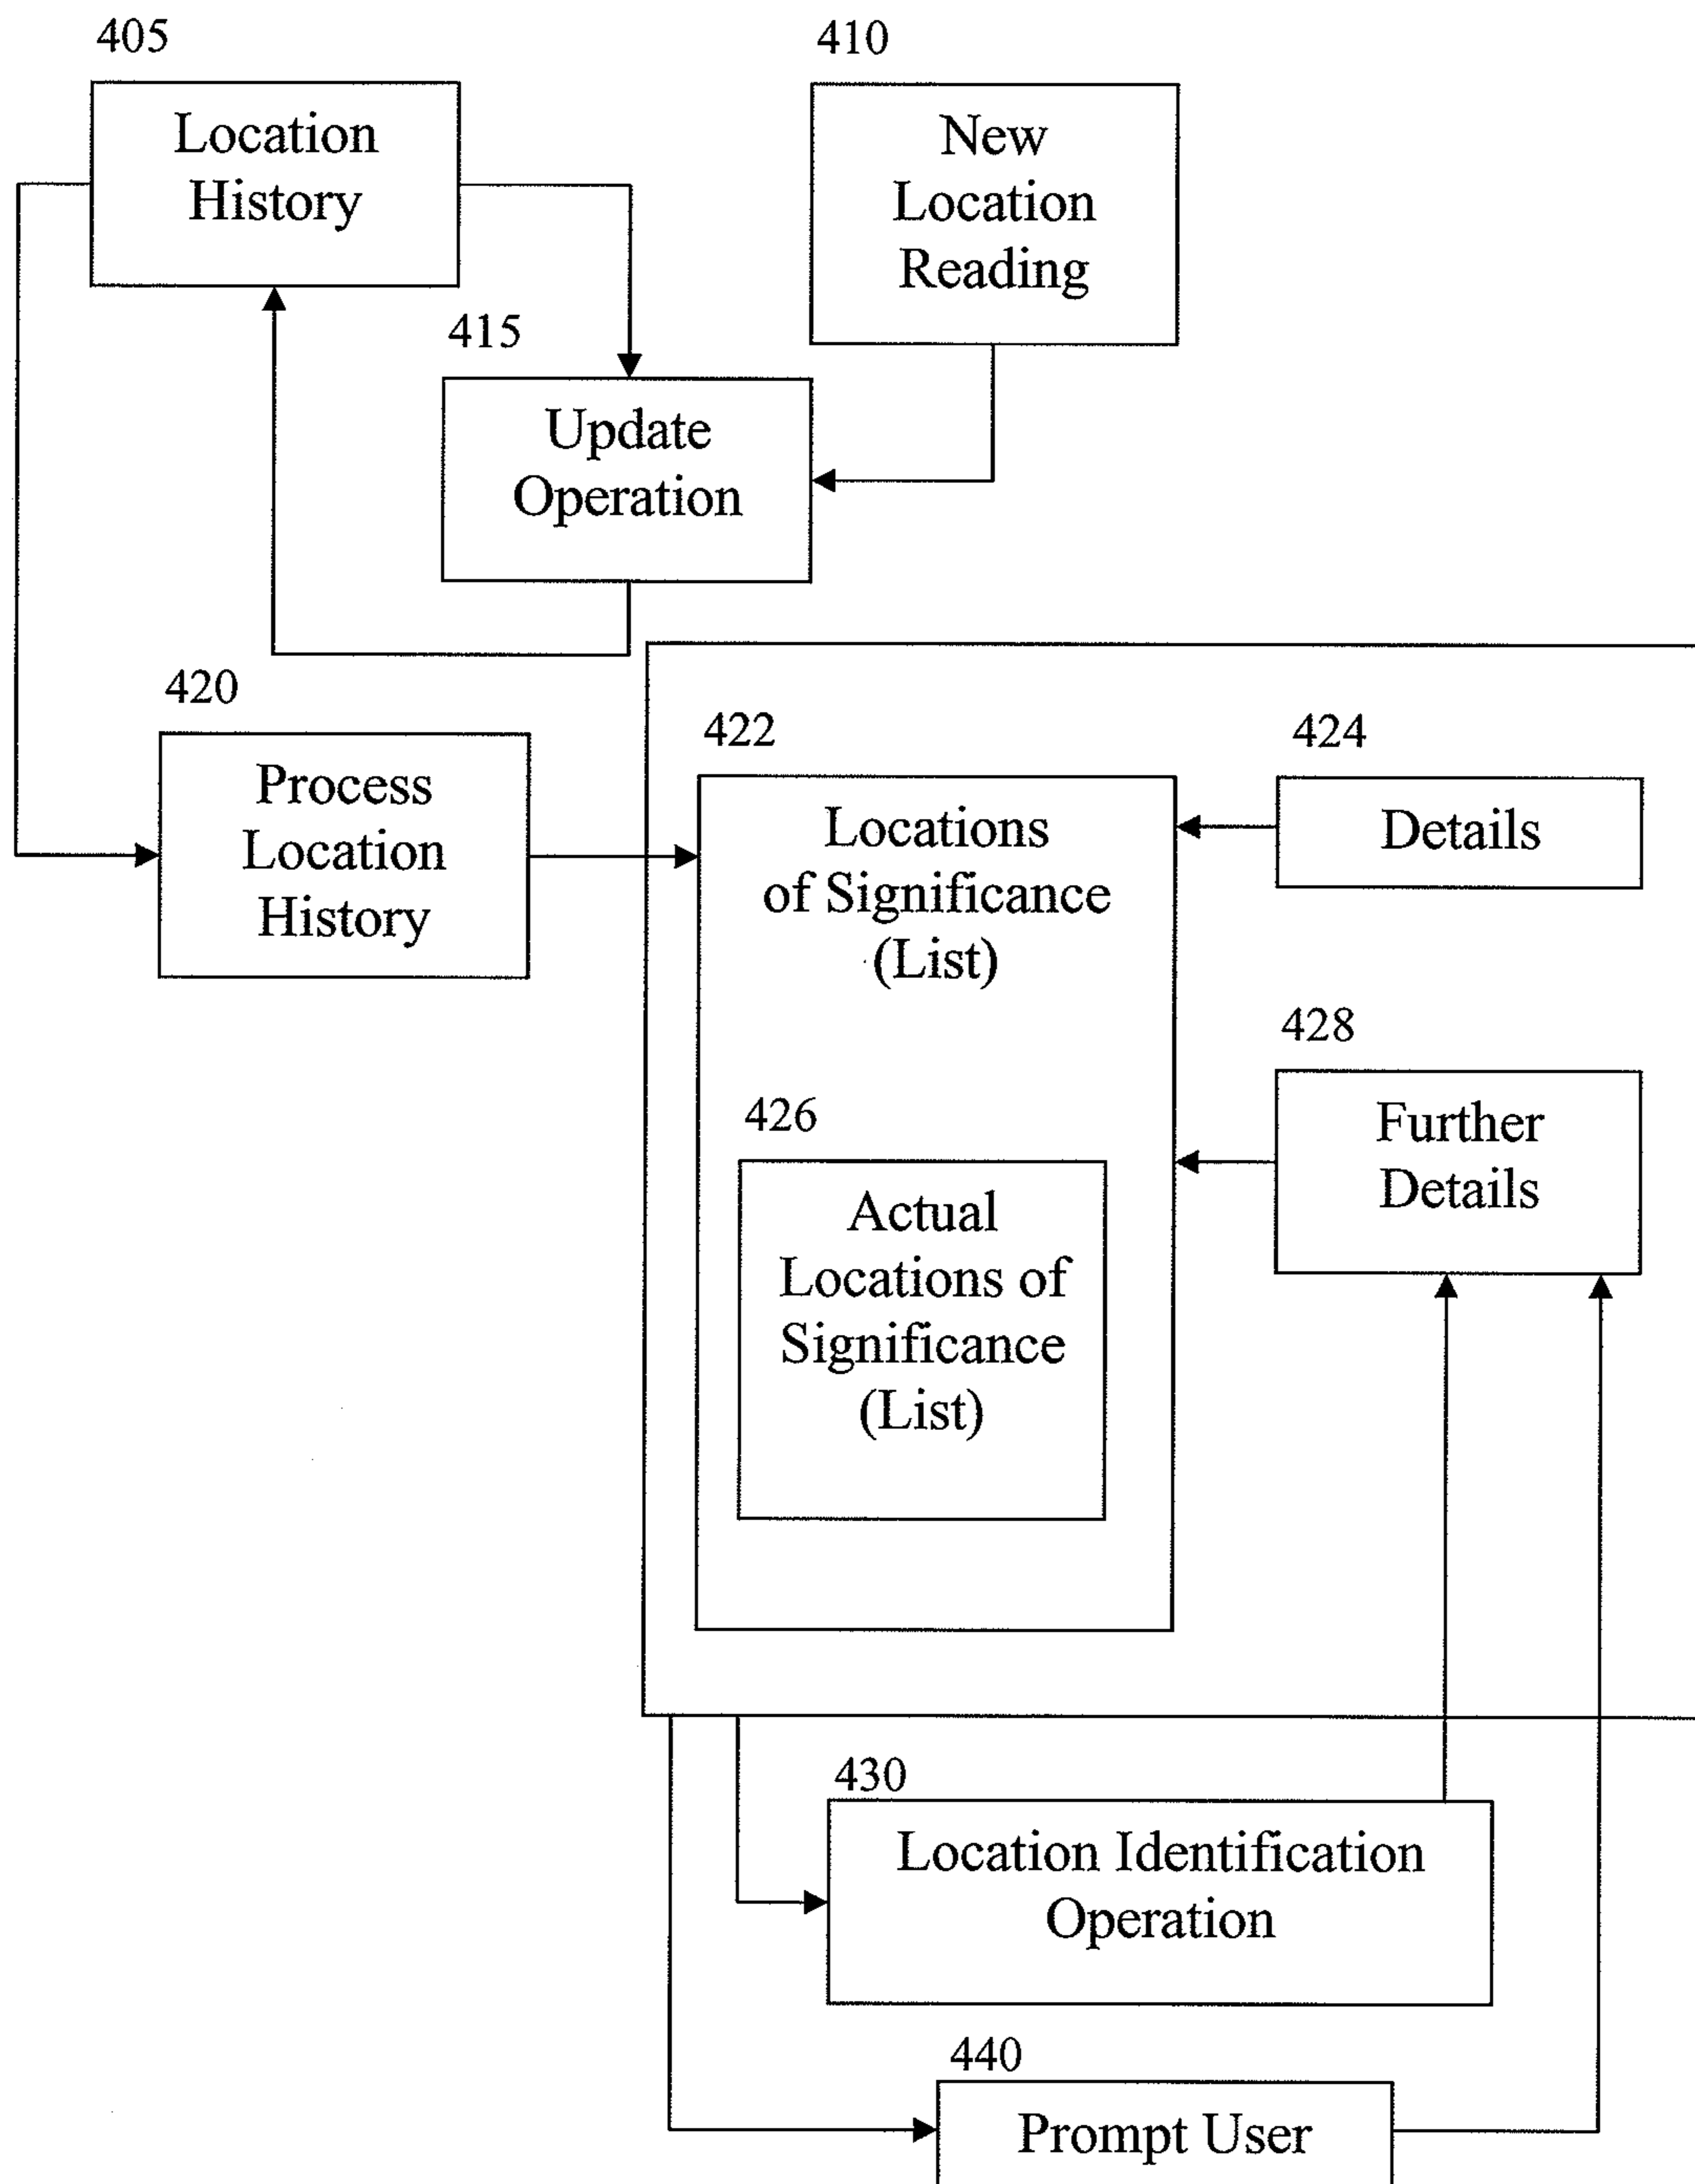 405
Location
History
410
New
Location
Reading
415
Update
Operation
420
Process
Location
History
422
Locations
of Significance
(List)
424
Details
426
Actual
Locations of
Significance
(List)
428
Further
Details
430
Location Identification
Operation
440
Prompt User